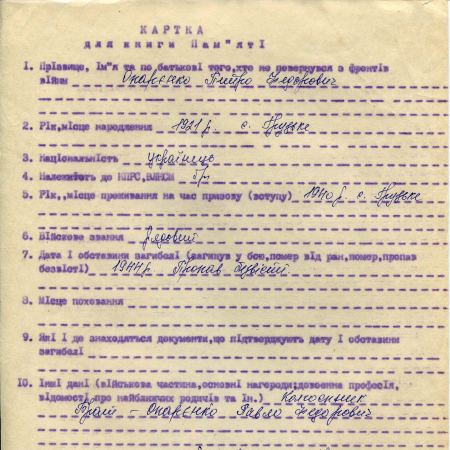 КАРТКА
для книги Пам"яті
1. Прізвище, Ім"я та по батькові того,хто не повернувся з фронтів
війни Опарєнко Петро Федорович
2. Рік,місце народження 1921 р. с. Грузьке
3. Національність українець
4. Належність до КПРС,ВЛКСМ б/п
5. Рік,,місце проживання на час призову (вступу) 1940 р. с. Грузьке
6. Військове звання рядовий
7. Дата і обставини загибелі (загинув у бою,помер від ран,помер,пропав
безвісті) 1944 р. Пропав безвісті
8. Місце поховання
9. Які і де знаходяться документи,що підтверджують дату і обставини
загибелі
10. Інші дані (військова частина,основні нагороди;довоєнна професія,
відомості про найближчих родичів та ін.) Колгоспник
Брат - Опарєнко Павло Федорович